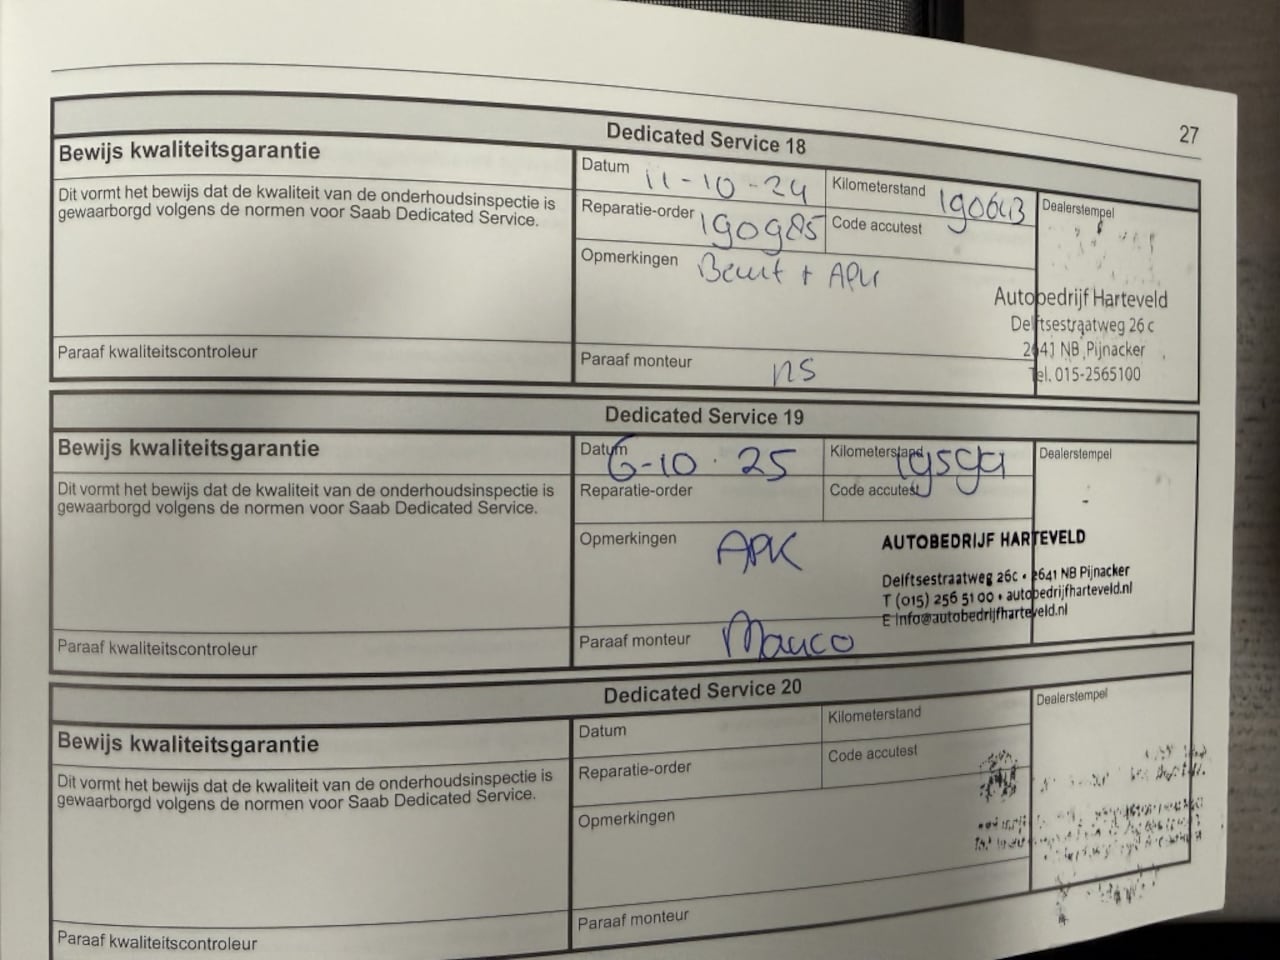 27
Dedicated Service 18
Bewijs kwaliteitsgarantie
Dit vormt het bewijs dat de kwaliteit van de onderhoudsinspectie is
gewaarborgd volgens de normen voor Saab Dedicated Service.
Paraaf kwaliteitscontroleur
Datum 11-10-24
Kilometerstand 190643
Reparatie-order 190985
Code accutest
Opmerkingen Beurt + APK
Paraaf monteur ns
Dealerstempel
Autobedrijf Harteveld
Delftsestraatweg 26 c
2641 NB Pijnacker
Tel. 015-2565100
Dedicated Service 19
Bewijs kwaliteitsgarantie
Dit vormt het bewijs dat de kwaliteit van de onderhoudsinspectie is
gewaarborgd volgens de normen voor Saab Dedicated Service.
Paraaf kwaliteitscontroleur
Datum 6-10-25
Kilometerstand
Reparatie-order
Code accutest
Opmerkingen APK
Paraaf monteur
Dealerstempel
AUTOBEDRIJF HARTEVELD
Delftsestraatweg 26c • 2641 NB Pijnacker
T (015) 256 51 00 • autobedrijfharteveld.nl
E info@autobedrijfharteveld.nl
Dedicated Service 20
Bewijs kwaliteitsgarantie
Dit vormt het bewijs dat de kwaliteit van de onderhoudsinspectie is
gewaarborgd volgens de normen voor Saab Dedicated Service.
Paraaf kwaliteitscontroleur
Datum
Kilometerstand
Reparatie-order
Code accutest
Opmerkingen
Paraaf monteur
Dealerstempel